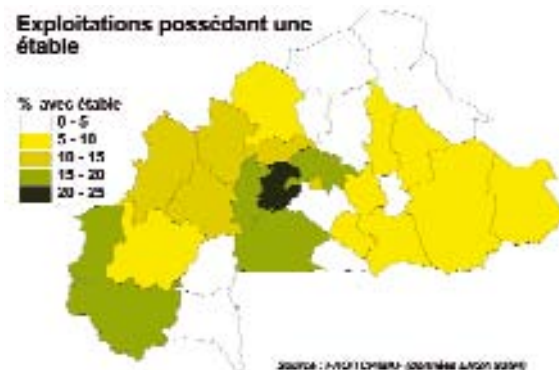 Exploitations possédant une
étable
% avec étable
0 - 5
5 - 10
10 - 15
15 - 20
20 - 25
Source :